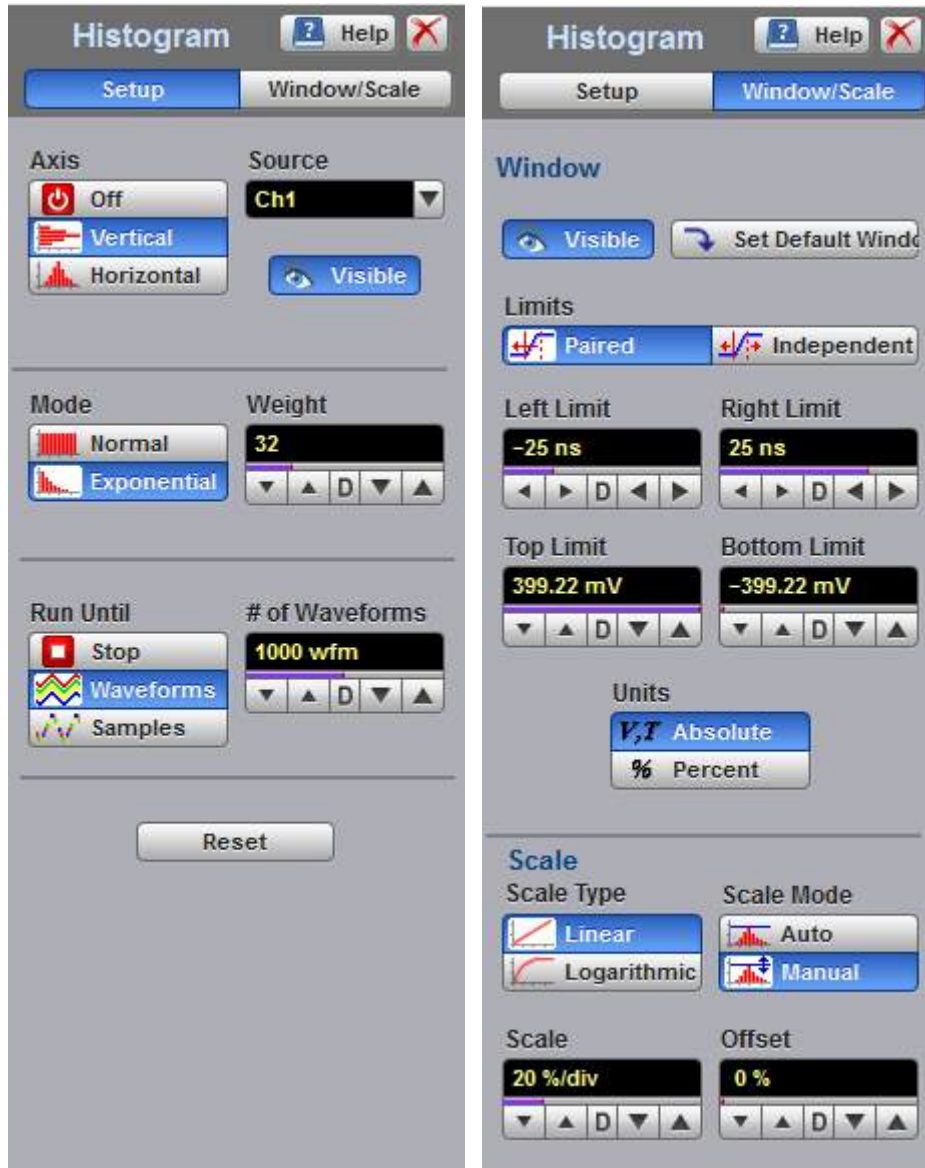 Histogram ? Help
Setup Window/Scale
Axis Source
Off Ch1
Vertical
Horizontal Visible
Mode Weight
Normal 32
Exponential D
Run Until # of Waveforms
Stop 1000 wfm
Waveforms D
Samples
Reset
Histogram ? Help
Setup Window/Scale
Window
Visible Set Default Windo
Limits
Paired Independent
Left Limit Right Limit
−25 ns 25 ns
D D
Top Limit Bottom Limit
399.22 mV −399.22 mV
D D
Units
V,T Absolute
% Percent
Scale
Scale Type Scale Mode
Linear Auto
Logarithmic Manual
Scale Offset
20 %/div 0 %
D D